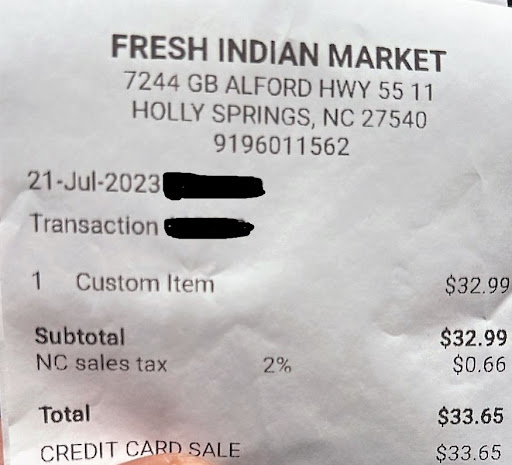 FRESH INDIAN MARKET
7244 GB ALFORD HWY 55 11
HOLLY SPRINGS, NC 27540
9196011562
21-Jul-2023
Transaction
1 Custom Item $32.99
Subtotal $32.99
NC sales tax 2% $0.66
Total $33.65
CREDIT CARD SALE $33.65